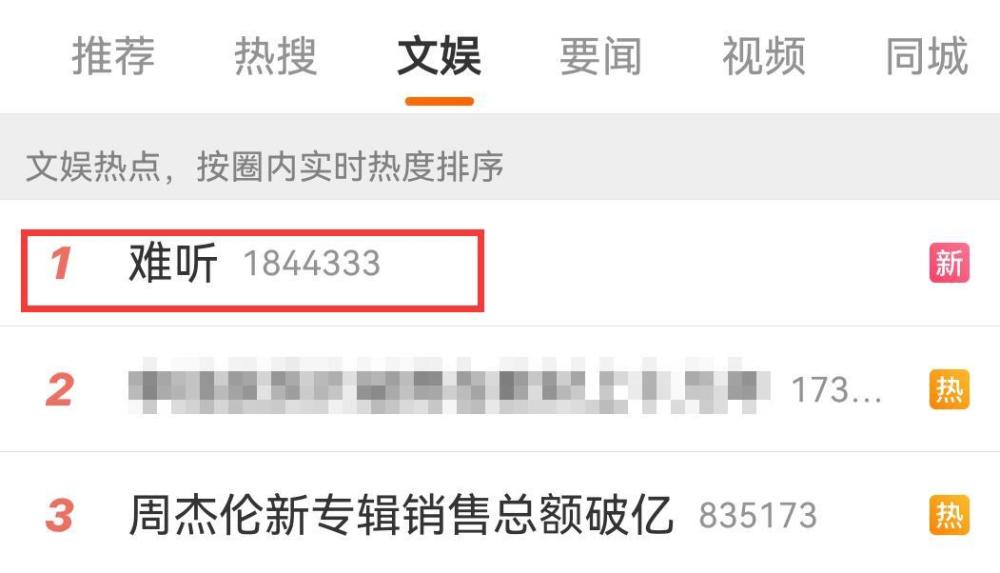 推荐 热搜 文娱 要闻 视频 同城
文娱热点，按圈内实时热度排序
1 难听 1844333 新
2 173... 热
3 周杰伦新专辑销售总额破亿 835173 热